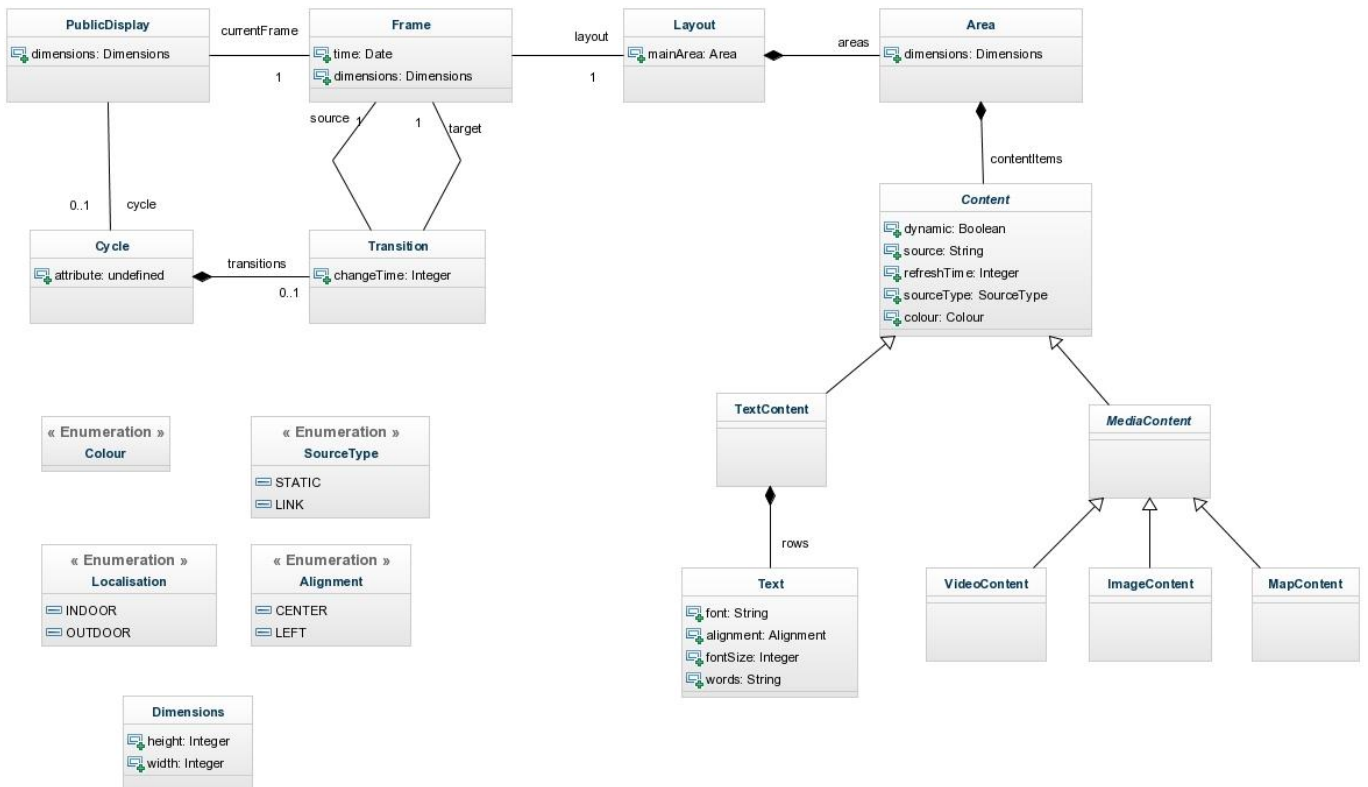 PublicDisplay
dimensions: Dimensions
currentFrame
1
Frame
time: Date
dimensions: Dimensions
layout
1
Layout
mainArea: Area
areas
Area
dimensions: Dimensions
source
1
1
target
contentItems
0..1
cycle
Content
dynamic: Boolean
source: String
refreshTime: Integer
sourceType: SourceType
colour: Colour
Cycle
attribute: undefined
transitions
0..1
Transition
changeTime: Integer
TextContent
MediaContent
« Enumeration »
Colour
« Enumeration »
SourceType
STATIC
LINK
« Enumeration »
Localisation
INDOOR
OUTDOOR
« Enumeration »
Alignment
CENTER
LEFT
rows
Text
font: String
alignment: Alignment
fontSize: Integer
words: String
VideoContent
ImageContent
MapContent
Dimensions
height: Integer
width: Integer